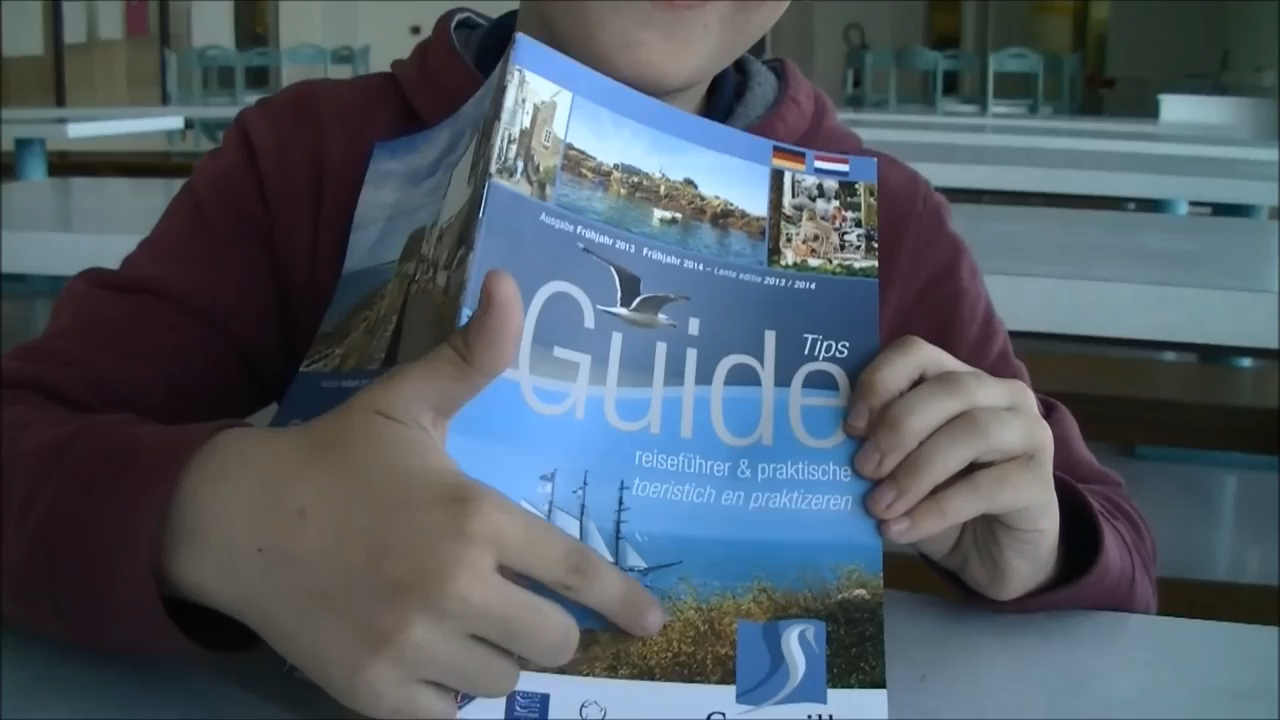 Ausgabe Frühjahr 2013 Frühjahr 2014 – Lente editie 2013 / 2014
Tips
Guide
reiseführer & praktische
toeristich en praktizeren